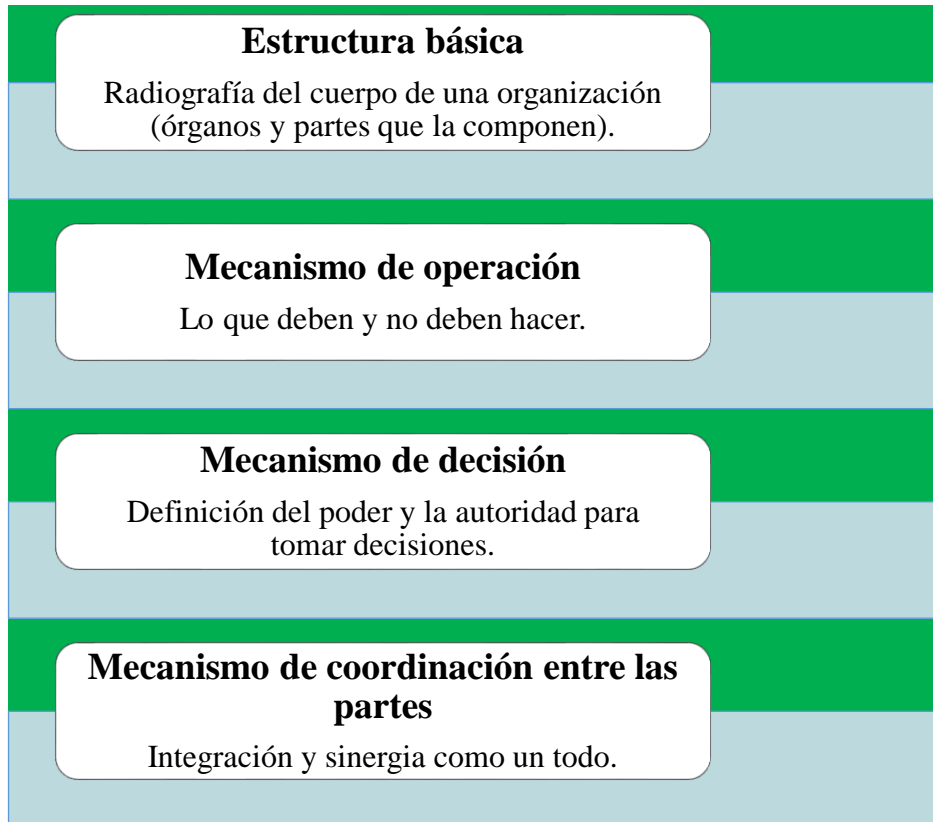 Estructura básica
Radiografía del cuerpo de una organización
(órganos y partes que la componen).
Mecanismo de operación
Lo que deben y no deben hacer.
Mecanismo de decisión
Definición del poder y la autoridad para
tomar decisiones.
Mecanismo de coordinación entre las
partes
Integración y sinergia como un todo.